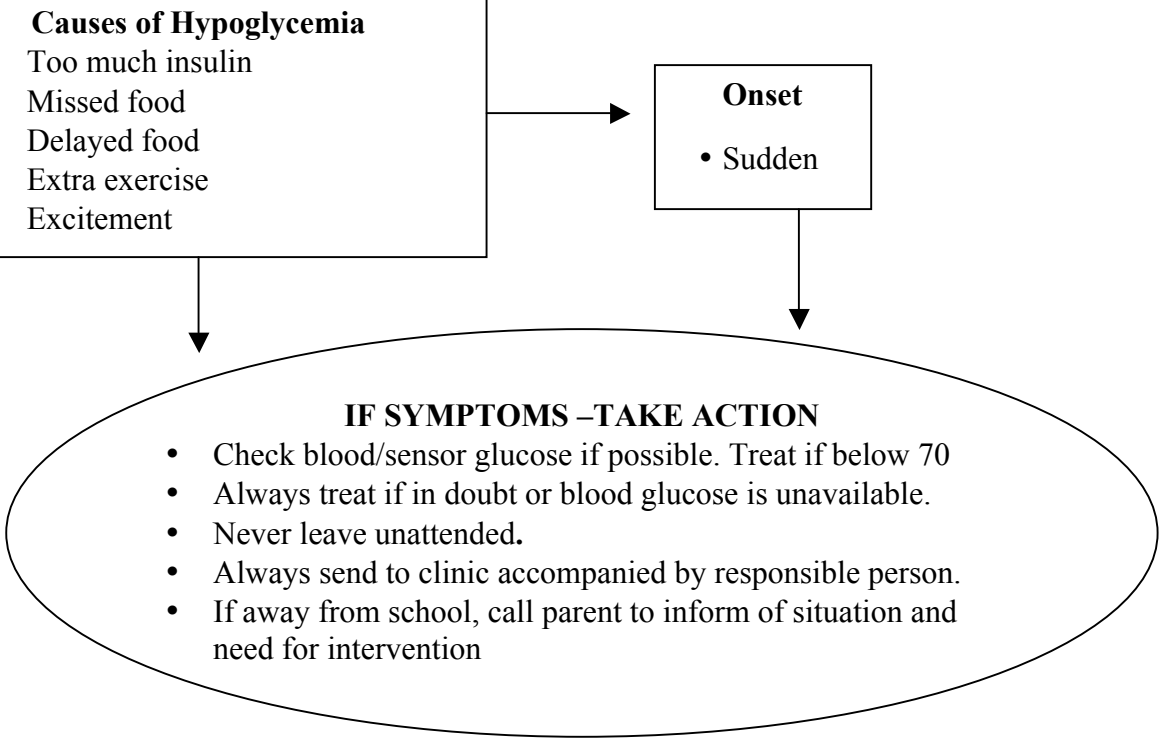 Causes of Hypoglycemia
Too much insulin
Missed food
Delayed food
Extra exercise
Excitement
Onset
• Sudden
IF SYMPTOMS –TAKE ACTION
• Check blood/sensor glucose if possible. Treat if below 70
• Always treat if in doubt or blood glucose is unavailable.
• Never leave unattended.
• Always send to clinic accompanied by responsible person.
• If away from school, call parent to inform of situation and
need for intervention